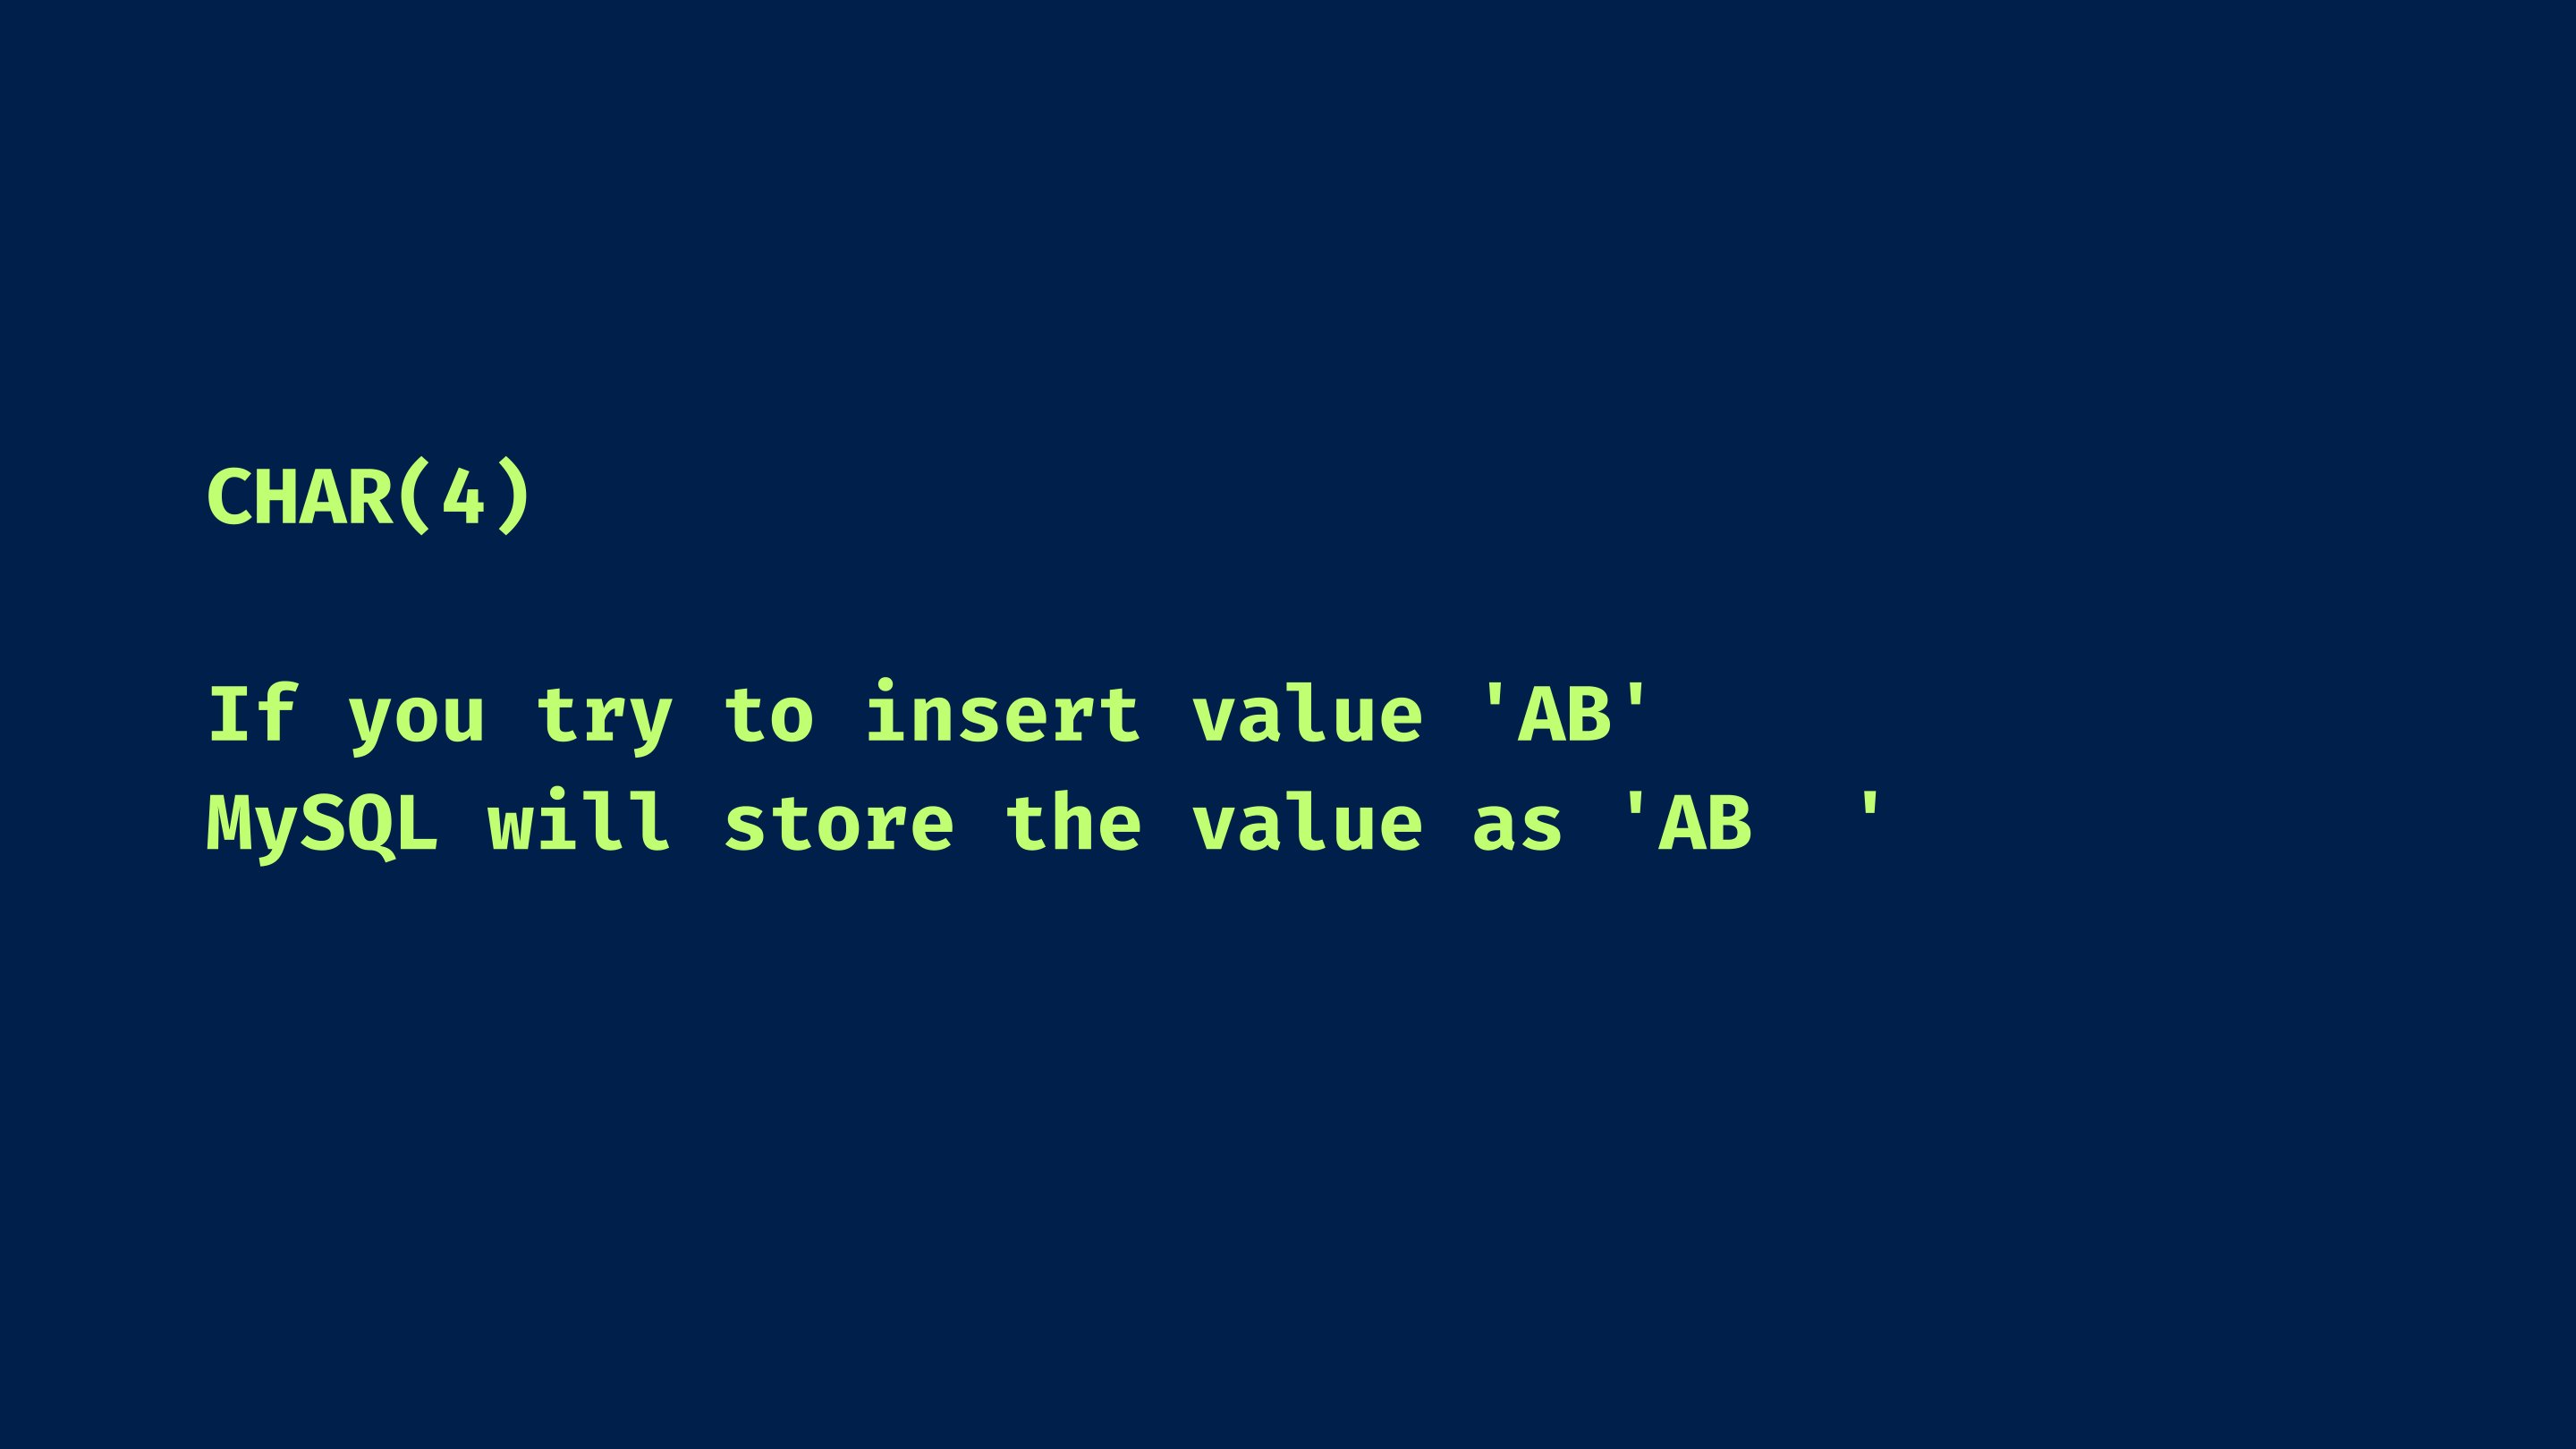 CHAR(4)
If you try to insert value 'AB'
MySQL will store the value as 'AB  '